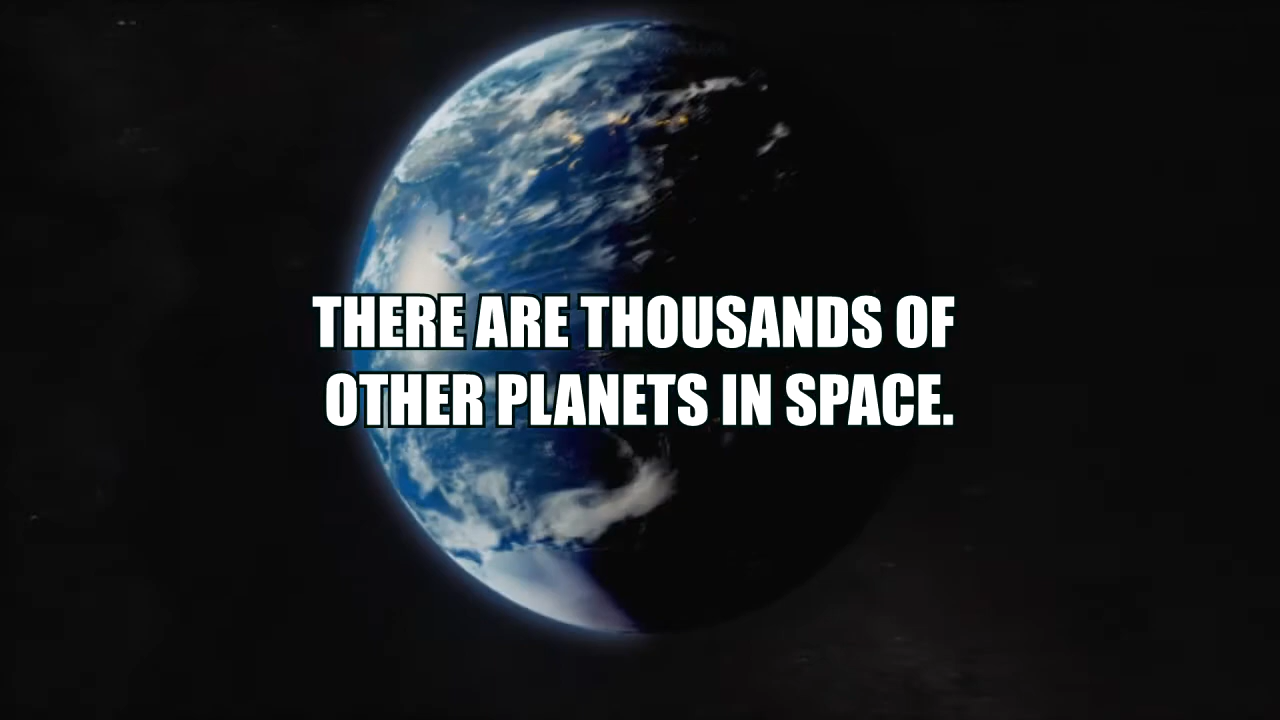 THERE ARE THOUSANDS OF
OTHER PLANETS IN SPACE.